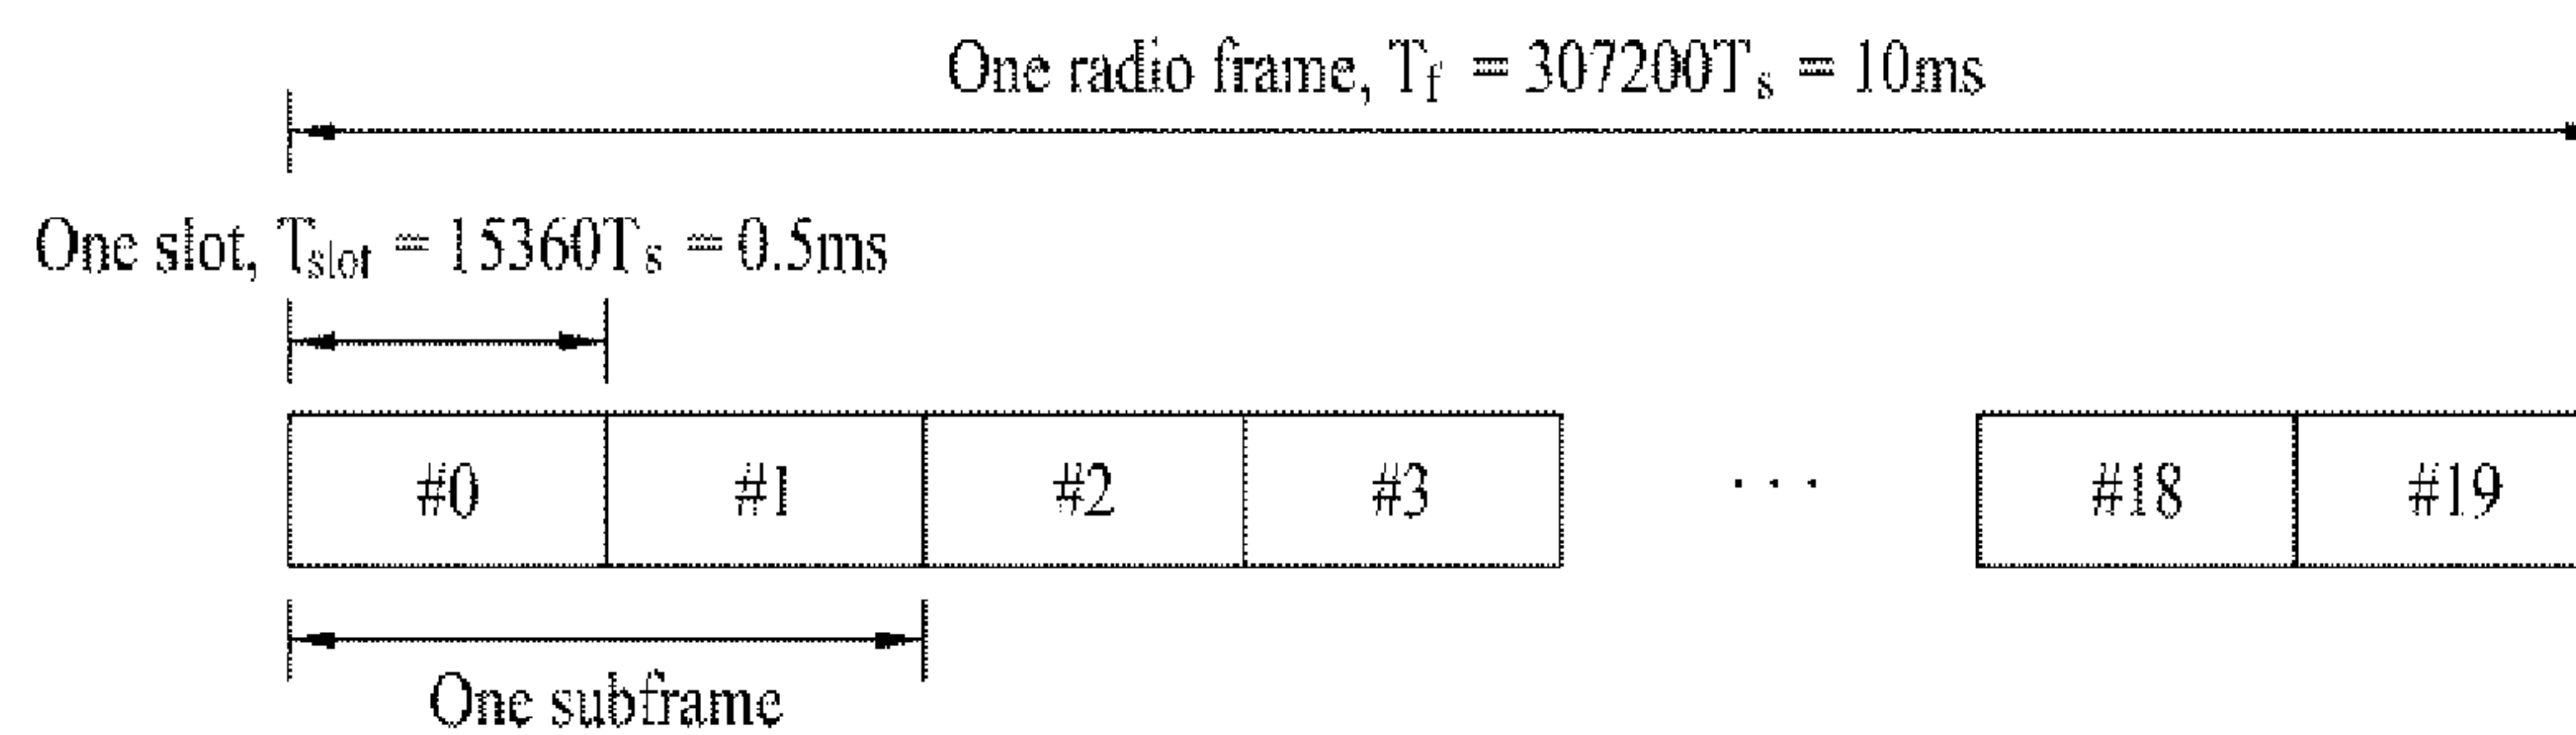 One radio frame, Tf = 307200Ts = 10ms
One slot, Tslot = 15360Ts = 0.5ms
#0 #1 #2 #3 ... #18 #19
One subframe